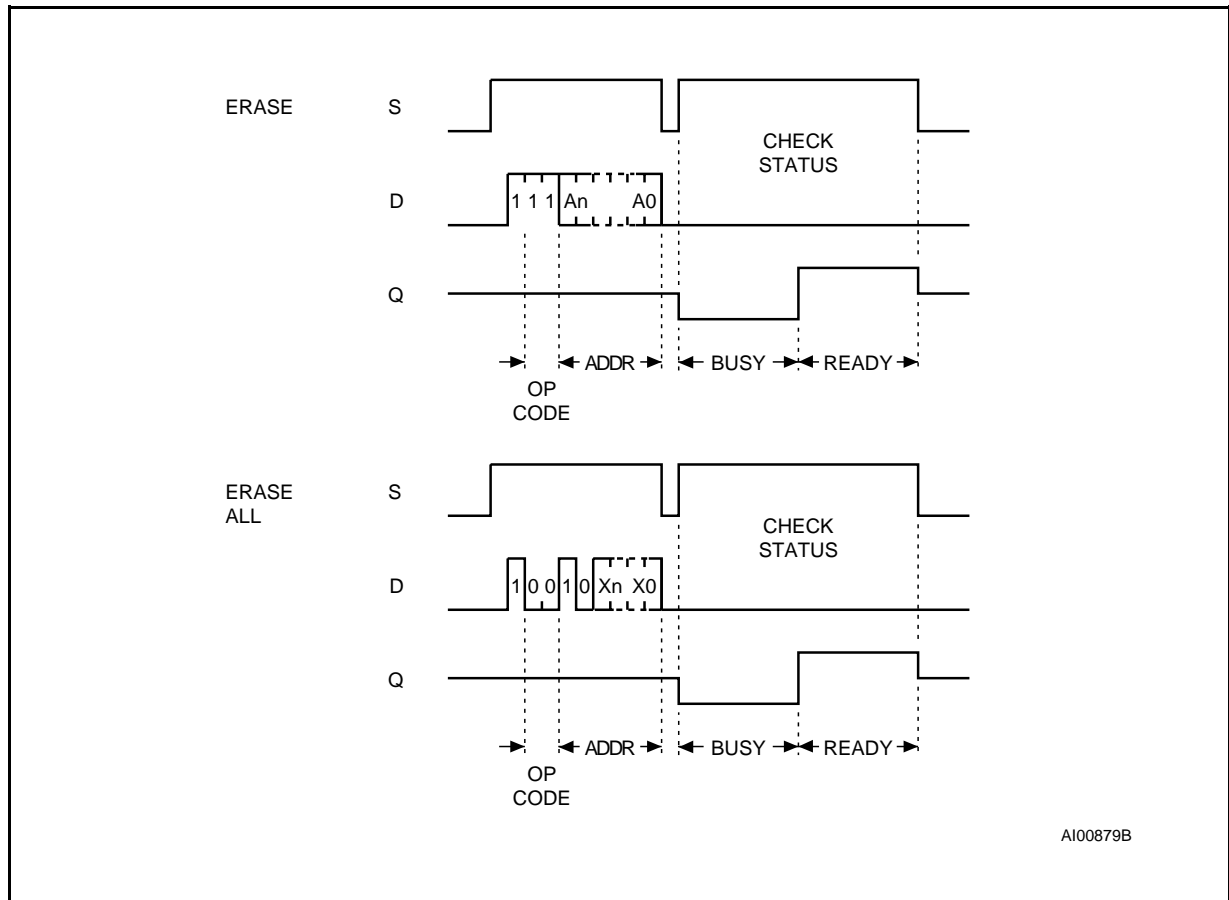 ERASE S
CHECK
STATUS
D 1 1 1 An A0
Q
ADDR BUSY READY
OP
CODE
ERASE
ALL
S
CHECK
STATUS
D 1 0 0 1 0 Xn X0
Q
ADDR BUSY READY
OP
CODE
AI00879B